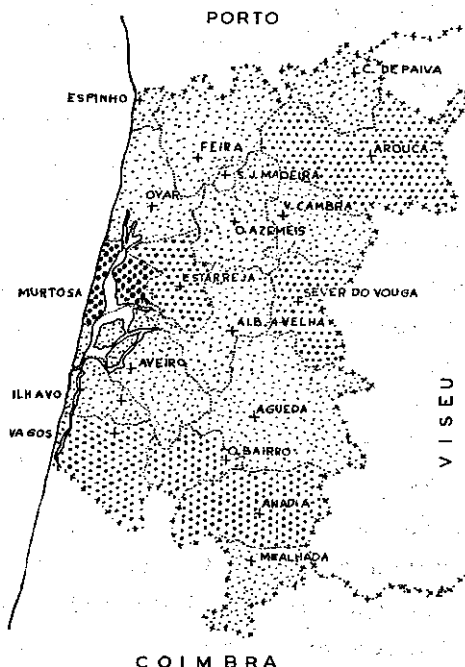 PORTO
C. DE PAIVA
ESPINHO
FEIRA
AROUCA
S.J. MADEIRA
OVAR
V. CAMBRA
O. AZEMEIS
ESTARREJA
MURTOSA
SEVER DO VOUGA
ALB. A VELHA
AVEIRO
ILHAVO
AGUEDA
VAGOS
VISEU
O. BAIRRO
ANADIA
MEALHADA
COIMBRA